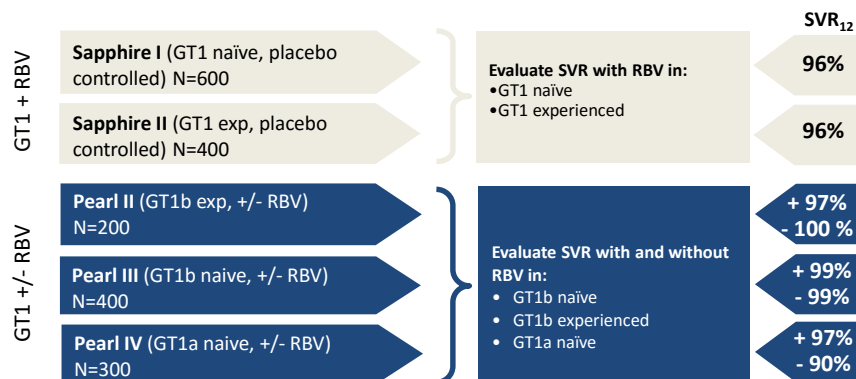 SVR12
GT1 + RBV
Sapphire I (GT1 naïve, placebo
controlled) N=600
Evaluate SVR with RBV in:
•GT1 naïve
•GT1 experienced
96%
Sapphire II (GT1 exp, placebo
controlled) N=400
96%
GT1 +/- RBV
Pearl II (GT1b exp, +/- RBV)
N=200
+ 97%
- 100 %
Pearl III (GT1b naive, +/- RBV)
N=400
Evaluate SVR with and without
RBV in:
• GT1b naïve
• GT1b experienced
• GT1a naïve
+ 99%
- 99%
Pearl IV (GT1a naive, +/- RBV)
N=300
+ 97%
- 90%